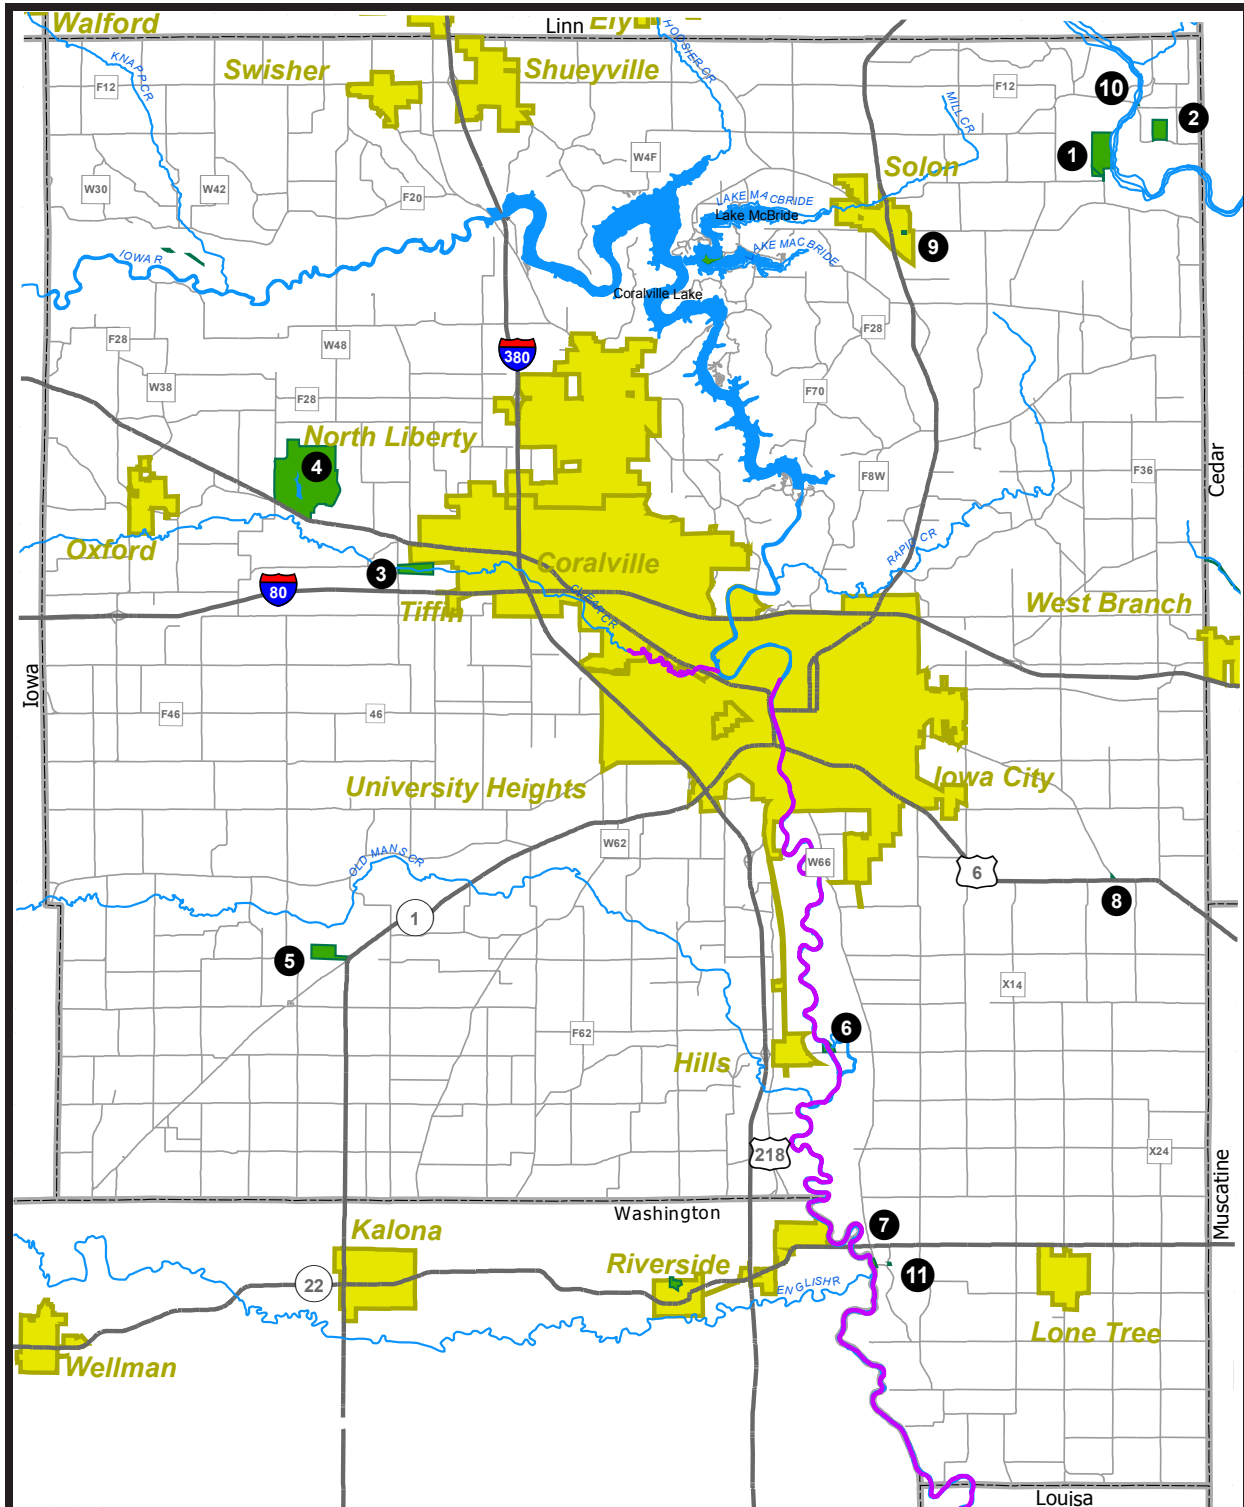 Walford
Linn
Ely
HOOSIER CR
KNAPP CR
Swisher
Shueyville
F12
F12
10
2
MILL CR
1
W4F
Solon
W30
W42
F20
LAKE MACBRIDE
Lake McBride
9
LAKE MACBRIDE
IOWA R
Coralville Lake
F28
W48
380
F28
W38
F28
F70
North Liberty
4
Cedar
F36
F8W
Oxford
Coralville
RAPID CR
3
80
Tiffin
CLEAR CR
West Branch
Iowa
F46
46
University Heights
Iowa City
W62
OLD MANS CR
W66
6
8
1
5
X14
6
F62
Hills
218
X24
Muscatine
Washington
7
Kalona
Riverside
11
22
ENGLISH R
Lone Tree
Wellman
Louisa